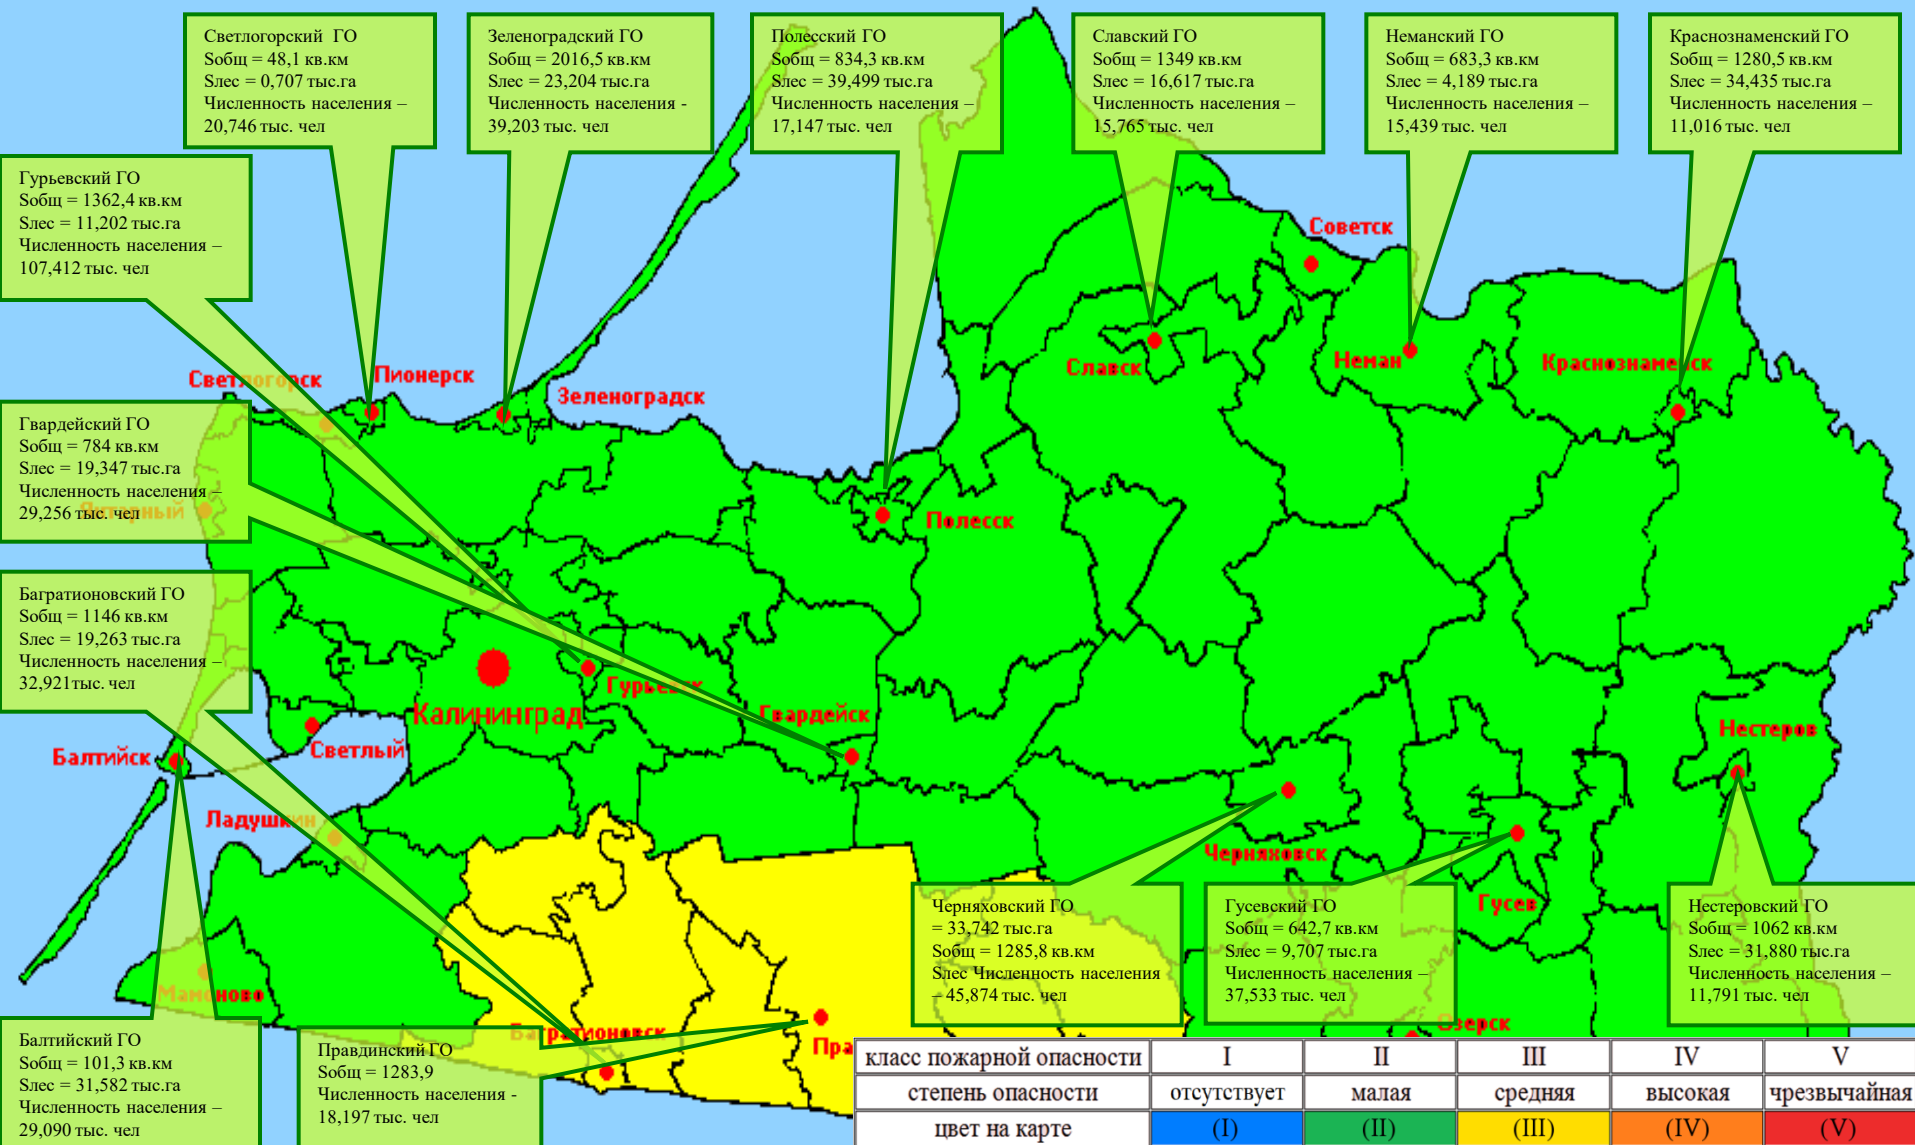 Светлогорский ГО
Sобщ = 48,1 кв.км
Sлес = 0,707 тыс.га
Численность населения –
20,746 тыс. чел
Зеленоградский ГО
Sобщ = 2016,5 кв.км
Sлес = 23,204 тыс.га
Численность населения -
39,203 тыс. чел
Полесский ГО
Sобщ = 834,3 кв.км
Sлес = 39,499 тыс.га
Численность населения –
17,147 тыс. чел
Славский ГО
Sобщ = 1349 кв.км
Sлес = 16,617 тыс.га
Численность населения –
15,765 тыс. чел
Неманский ГО
Sобщ = 683,3 кв.км
Sлес = 4,189 тыс.га
Численность населения –
15,439 тыс. чел
Краснознаменский ГО
Sобщ = 1280,5 кв.км
Sлес = 34,435 тыс.га
Численность населения –
11,016 тыс. чел
Гурьевский ГО
Sобщ = 1362,4 кв.км
Sлес = 11,202 тыс.га
Численность населения –
107,412 тыс. чел
Советск
Светлогорск
Пионерск
Зеленоградск
Славск
Неман
Краснознаменск
Гвардейский ГО
Sобщ = 784 кв.км
Sлес = 19,347 тыс.га
Численность населения –
29,256 тыс. чел
Янтарный
Полесск
Багратионовский ГО
Sобщ = 1146 кв.км
Sлес = 19,263 тыс.га
Численность населения –
32,921тыс. чел
Гурьевск
Калининград
Гвардейск
Нестеров
Светлый
Балтийск
Ладушкин
Черняховск
Гусев
Мамоново
Черняховский ГО
= 33,742 тыс.га
Sобщ = 1285,8 кв.км
Sлес Численность населения
– 45,874 тыс. чел
Гусевский ГО
Sобщ = 642,7 кв.км
Sлес = 9,707 тыс.га
Численность населения –
37,533 тыс. чел
Нестеровский ГО
Sобщ = 1062 кв.км
Sлес = 31,880 тыс.га
Численность населения –
11,791 тыс. чел
Озерск
Багратионовск
Пра
Балтийский ГО
Sобщ = 101,3 кв.км
Sлес = 31,582 тыс.га
Численность населения –
29,090 тыс. чел
Правдинский ГО
Sобщ = 1283,9
Численность населения -
18,197 тыс. чел
класс пожарной опасности I II III IV V
степень опасности отсутствует малая средняя высокая чрезвычайная
цвет на карте (I) (II) (III) (IV) (V)